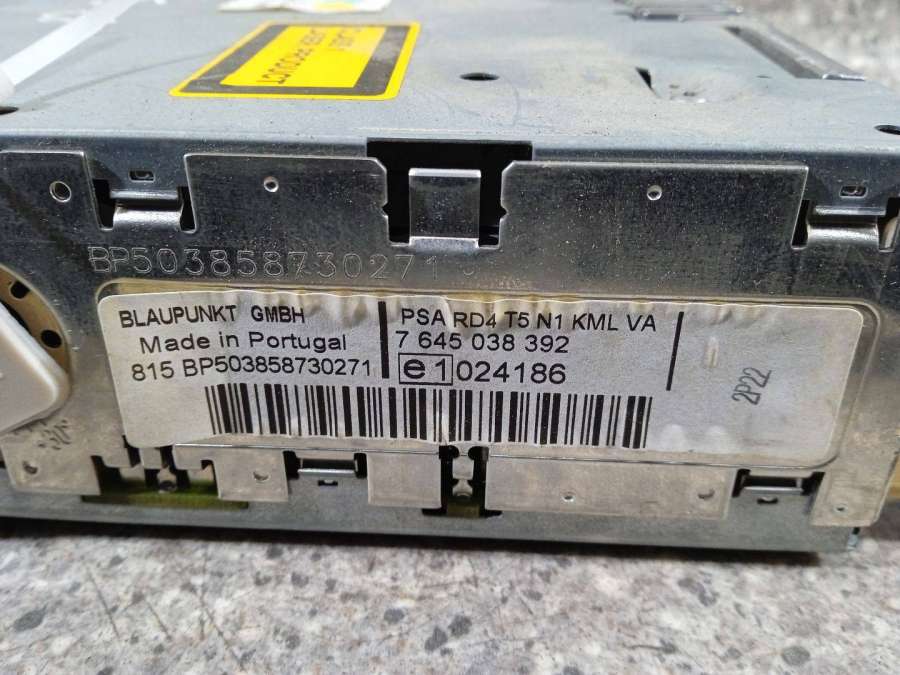 BP503858730271
BLAUPUNKT GMBH
Made in Portugal
815 BP503858730271
PSA RD4 T5 N1 KML VA
7 645 038 392
e1 024186
2P22